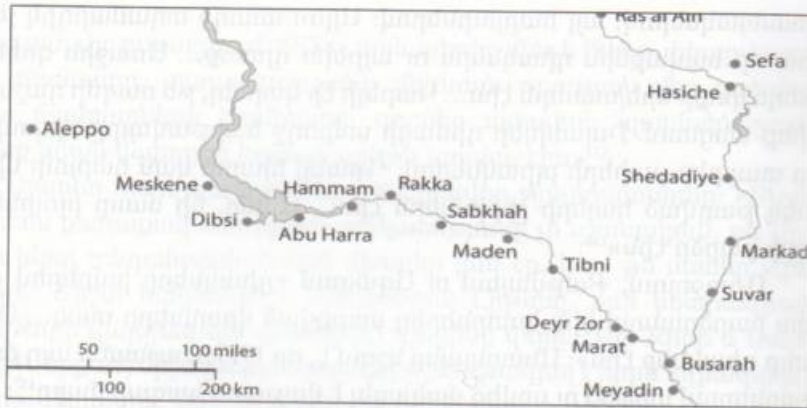 Ras al Ain
Sefa
Hasiche
Aleppo
Shedadiye
Meskene
Hammam
Rakka
Dibsi
Abu Harra
Sabkhah
Maden
Markad
Tibni
Suvar
Deyr Zor
Marat
Busarah
Meyadin
50
100 miles
100
200 km